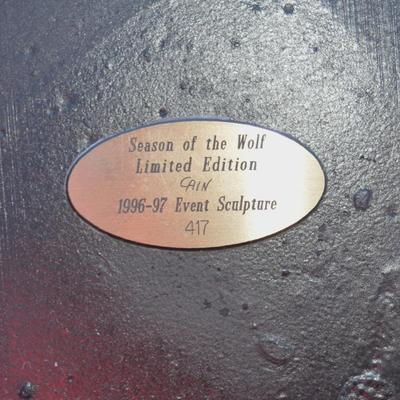 Season of the Wolf
Limited Edition
CAIN
1996-97 Event Sculpture
417